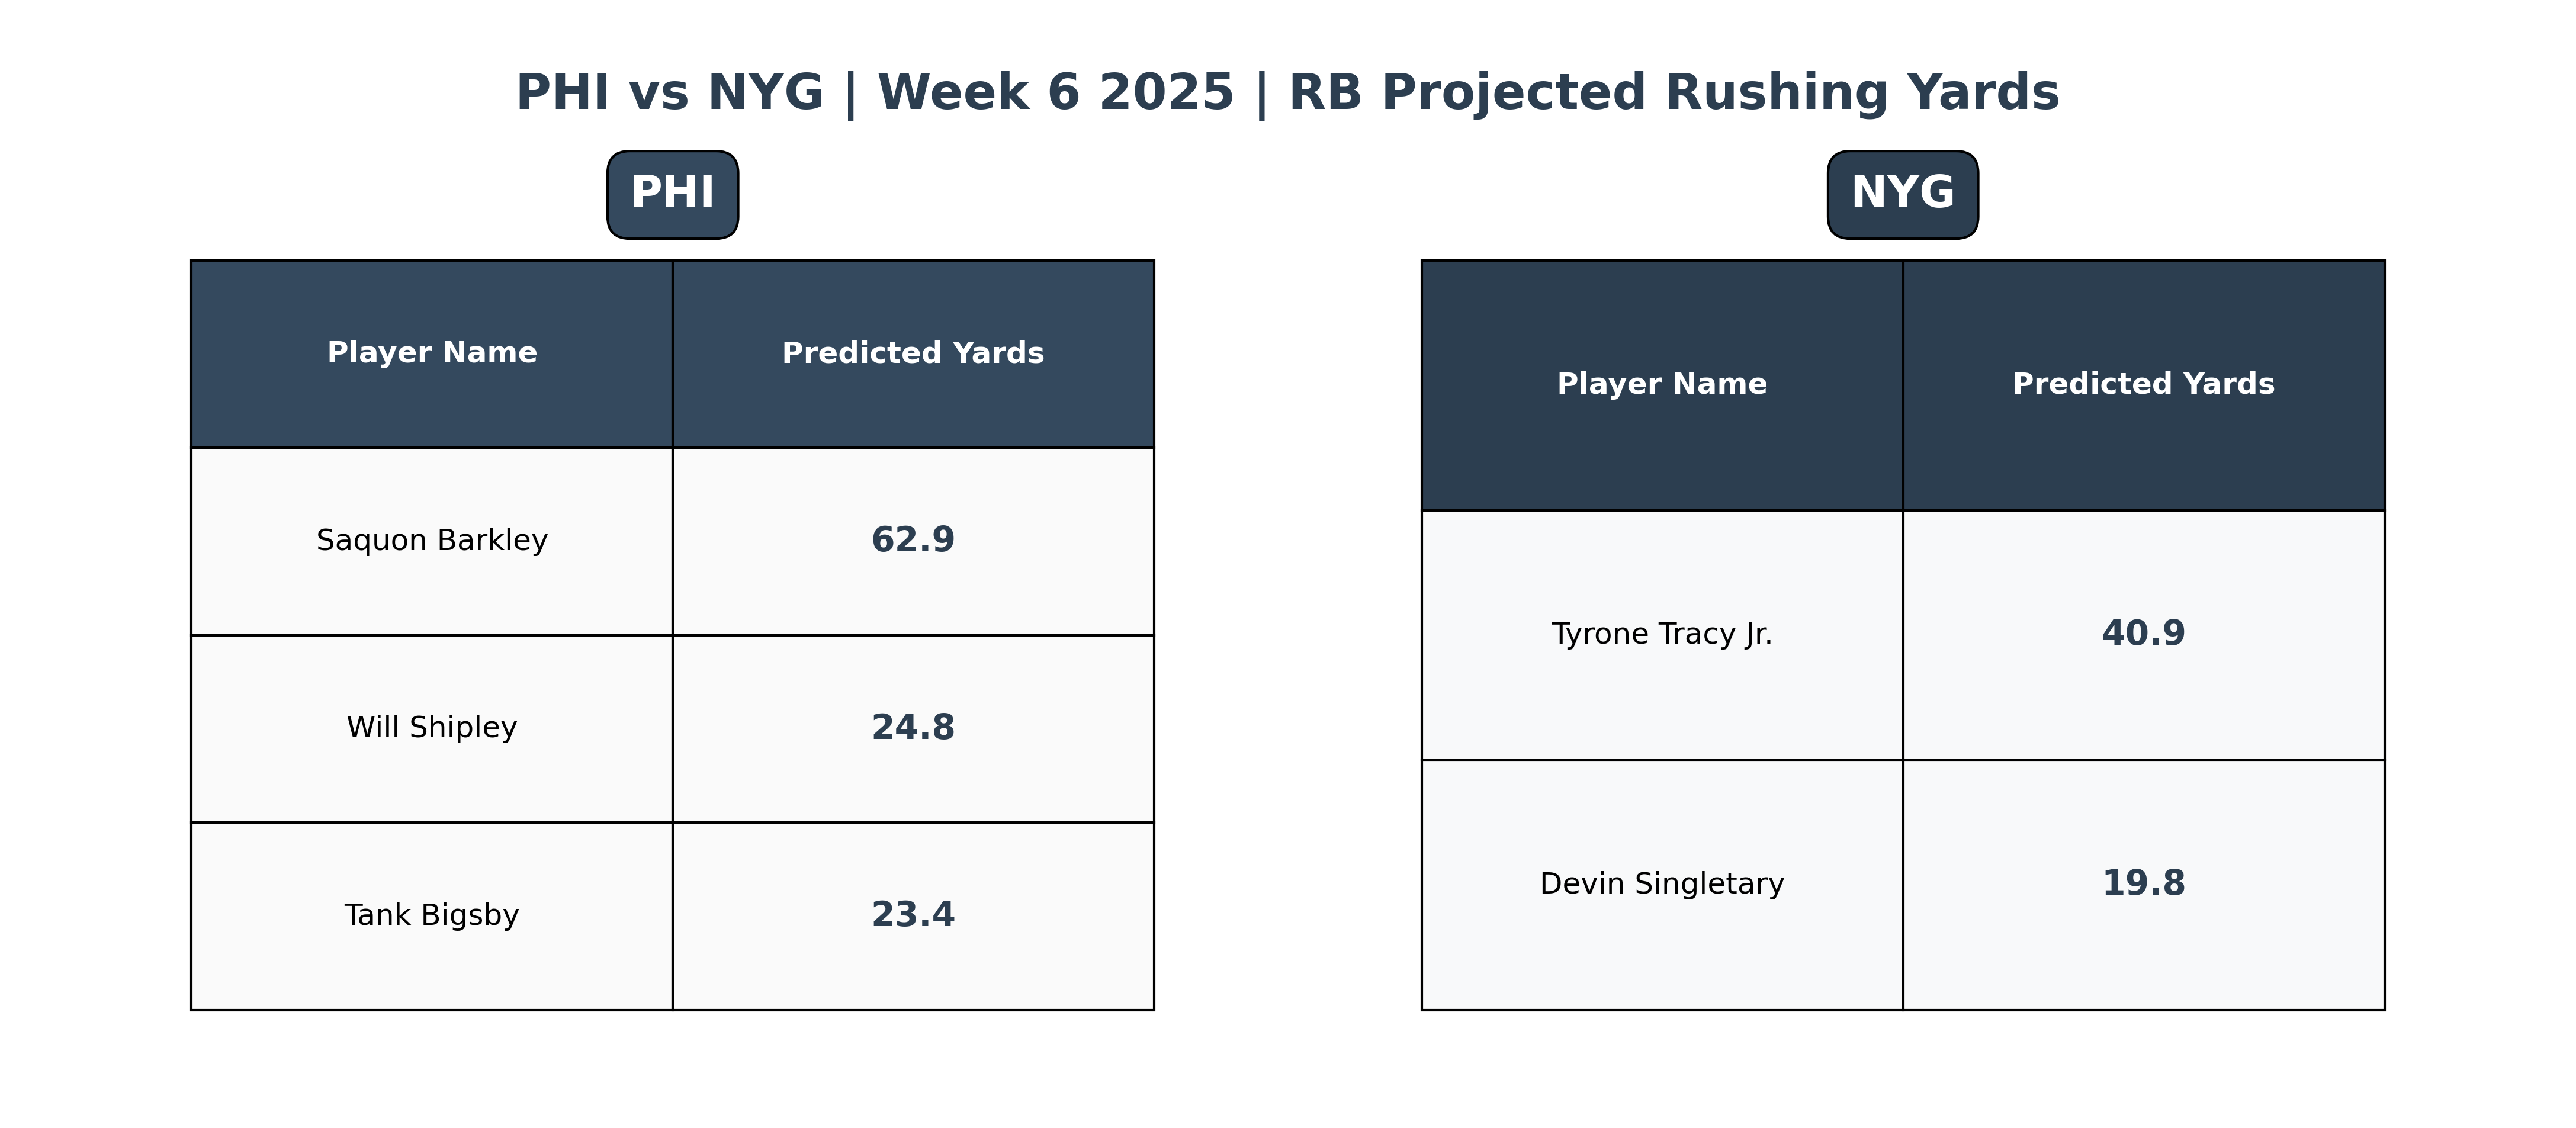 PHI vs NYG | Week 6 2025 | RB Projected Rushing Yards
PHI
Player Name Predicted Yards
Saquon Barkley 62.9
Will Shipley 24.8
Tank Bigsby 23.4
NYG
Player Name Predicted Yards
Tyrone Tracy Jr. 40.9
Devin Singletary 19.8